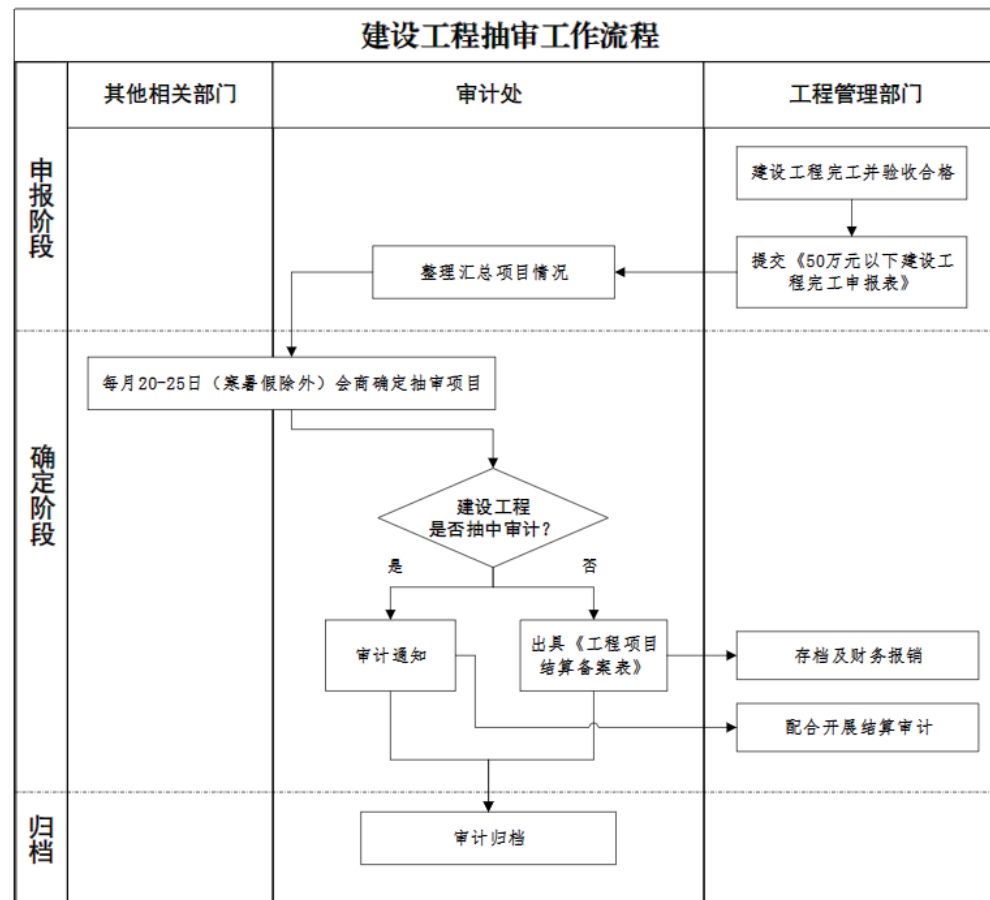 建设工程抽审工作流程
其他相关部门
审计处
工程管理部门
申报阶段
建设工程完工并验收合格
提交《50万元以下建设工
程完工申报表》
整理汇总项目情况
确定阶段
每月20-25日（寒暑假除外）会商确定抽审项目
建设工程
是否抽中审计？
是
否
审计通知
出具《工程项目
结算备案表》
存档及财务报销
配合开展结算审计
归档
审计归档